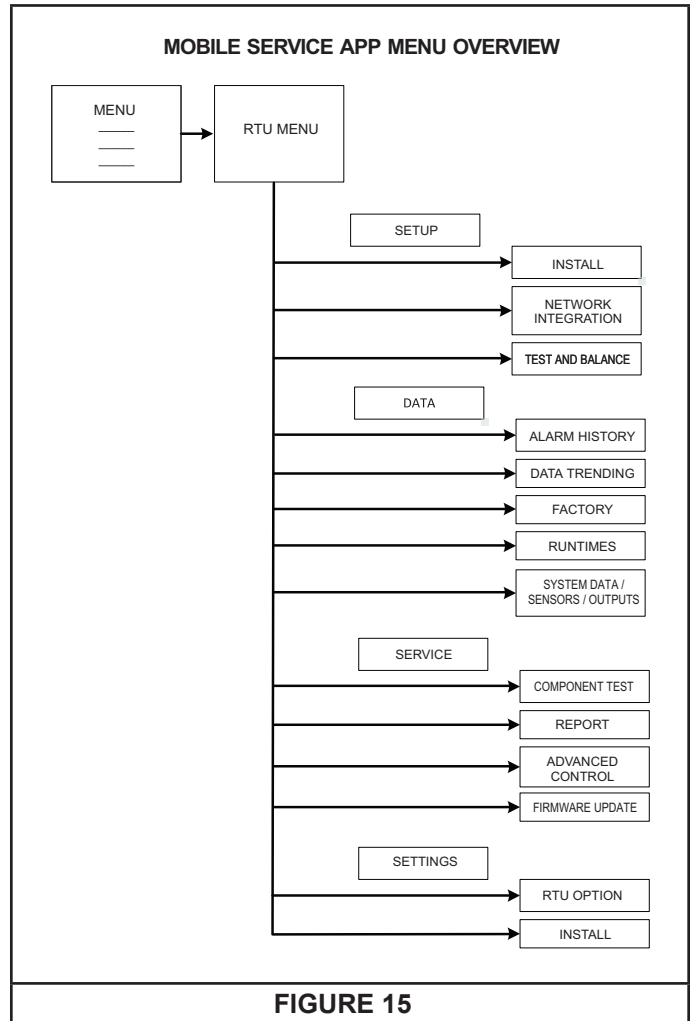 MOBILE SERVICE APP MENU OVERVIEW
MENU
RTU MENU
SETUP
INSTALL
NETWORK
INTEGRATION
TEST AND BALANCE
DATA
ALARM HISTORY
DATA TRENDING
FACTORY
RUNTIMES
SYSTEM DATA /
SENSORS / OUTPUTS
SERVICE
COMPONENT TEST
REPORT
ADVANCED
CONTROL
FIRMWARE UPDATE
SETTINGS
RTU OPTION
INSTALL
FIGURE 15